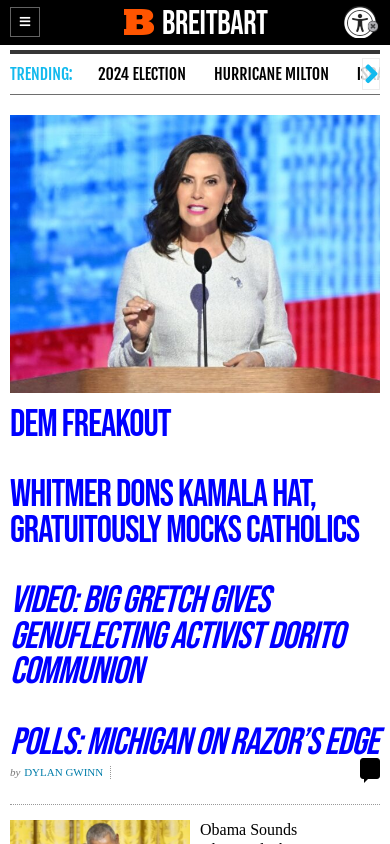 BREITBART
TRENDING:
2024 ELECTION
HURRICANE MILTON
DEM FREAKOUT
WHITMER DONS KAMALA HAT,
GRATUITOUSLY MOCKS CATHOLICS
VIDEO: BIG GRETCH GIVES
GENUFLECTING ACTIVIST DORITO
COMMUNION
POLLS: MICHIGAN ON RAZOR’S EDGE
by DYLAN GWINN
Obama Sounds